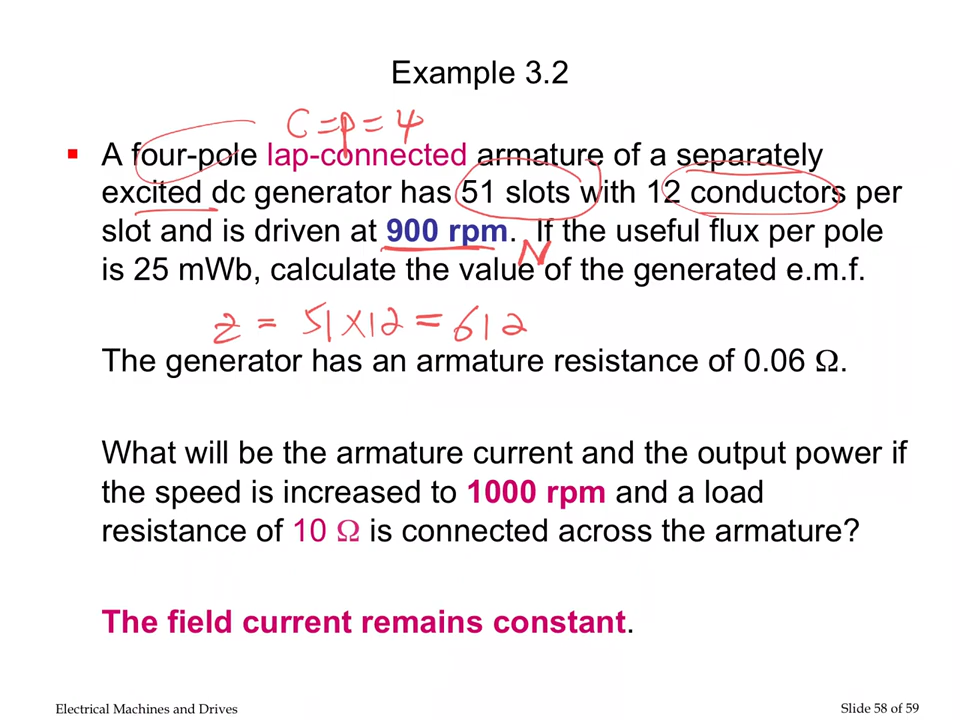 Example 3.2
C = p = 4
▪ A four-pole lap-connected armature of a separately
excited dc generator has 51 slots with 12 conductors per
slot and is driven at 900 rpm. If the useful flux per pole
N
is 25 mWb, calculate the value of the generated e.m.f.
z = 51 x 12 = 612
The generator has an armature resistance of 0.06 Ω.
What will be the armature current and the output power if
the speed is increased to 1000 rpm and a load
resistance of 10 Ω is connected across the armature?
The field current remains constant.
Electrical Machines and Drives
Slide 58 of 59